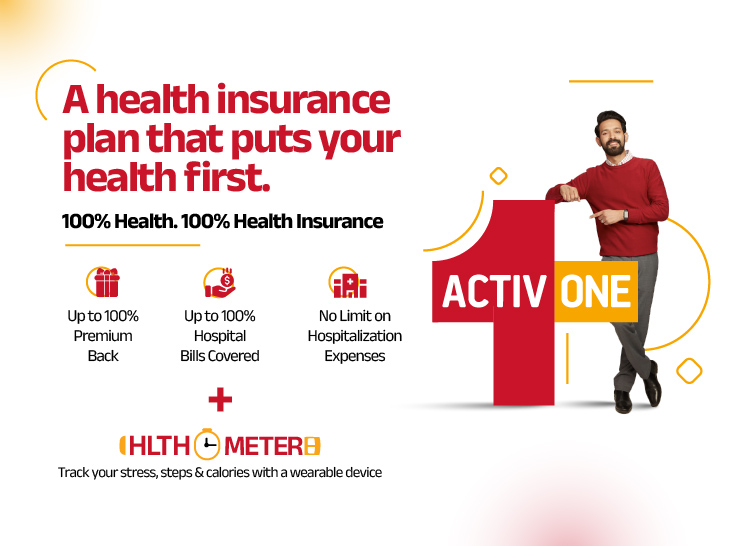 A health insurance
plan that puts your
health first.
100% Health. 100% Health Insurance
Up to 100%
Premium
Back
Up to 100%
Hospital
Bills Covered
No Limit on
Hospitalization
Expenses
HLTH METER
Track your stress, steps & calories with a wearable device
ACTIV ONE